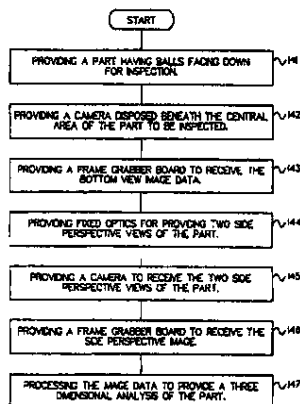 START
PROVIDING A PART HAVING BALLS FACING DOWN
FOR INSPECTION.
141
PROVIDING A CAMERA DISPOSED BENEATH THE CENTRAL
AREA OF THE PART TO BE INSPECTED.
142
PROVIDING A FRAME GRABBER BOARD TO RECEIVE THE
BOTTOM VIEW IMAGE DATA.
143
PROVIDING FIXED OPTICS FOR PROVIDING TWO SIDE
PERSPECTIVE VIEWS OF THE PART.
144
PROVIDING A CAMERA TO RECEIVE THE TWO SIDE
PERSPECTIVE VIEWS OF THE PART.
145
PROVIDING A FRAME GRABBER BOARD TO RECEIVE THE
SIDE PERSPECTIVE IMAGE.
146
PROCESSING THE IMAGE DATA TO PROVIDE A THREE
DIMENSIONAL ANALYSIS OF THE PART.
147